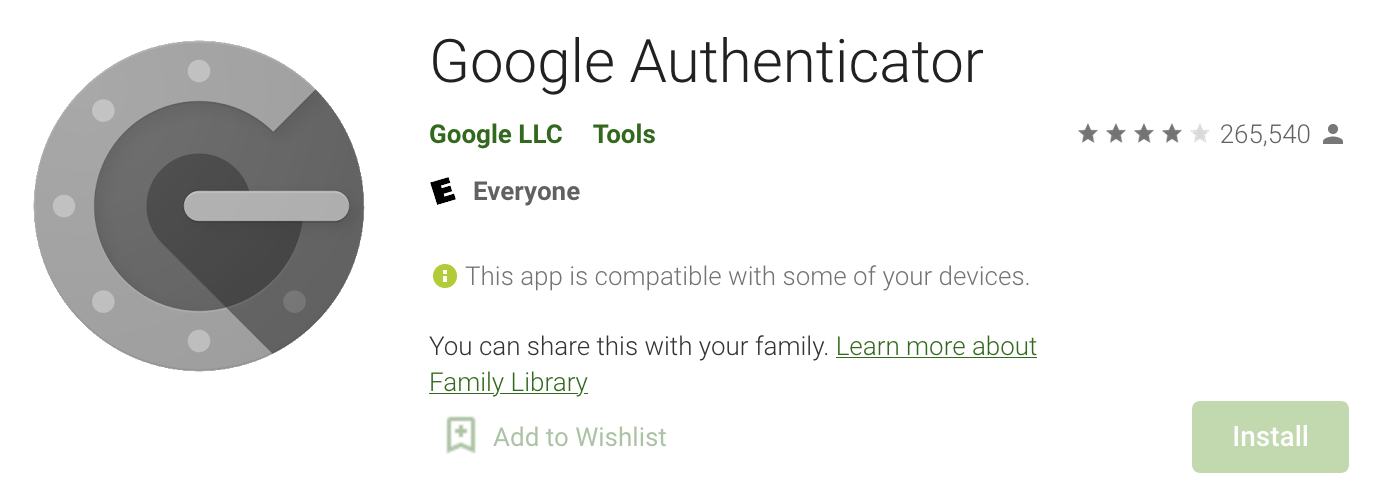 Google Authenticator
Google LLC Tools 265,540
E Everyone
This app is compatible with some of your devices.
You can share this with your family. Learn more about
Family Library
Add to Wishlist Install